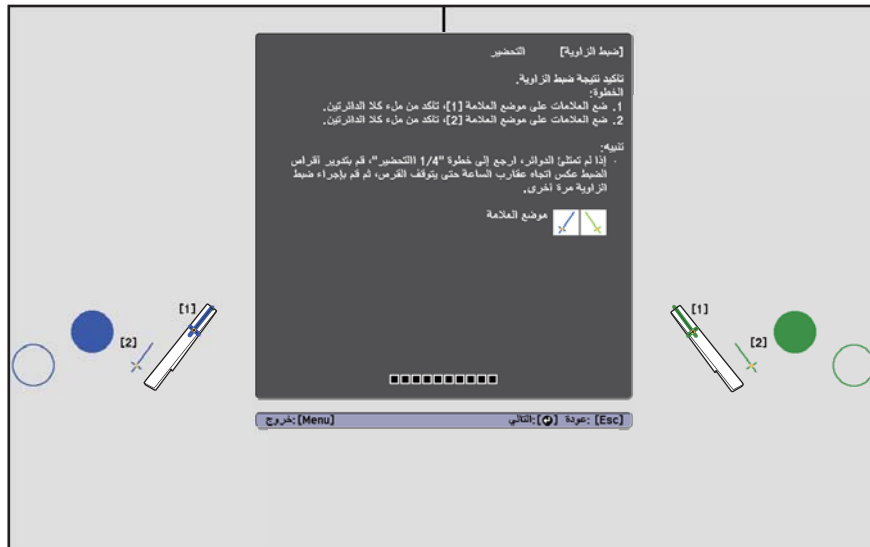 [ضبط الزاوية] التحضير
تأكيد نتيجة ضبط الزاوية.
الخطوة:
1. ضع العلامات على موضع العلامة [1]، تأكد من ملء كلا الدائرتين.
2. ضع العلامات على موضع العلامة [2]، تأكد من ملء كلا الدائرتين.
تنبيه:
· إذا لم تمتلئ الدوائر، ارجع إلى خطوة "1/4 االتحضير"، قم بتدوير أقراص
الضبط عكس اتجاه عقارب الساعة حتى يتوقف القرص، ثم قم بإجراء ضبط
الزاوية مرة أخرى.
موضع العلامة
[1]
[2]
[1]
[2]
[Esc] :عودة [⏎]:التالي [Menu]:خروج